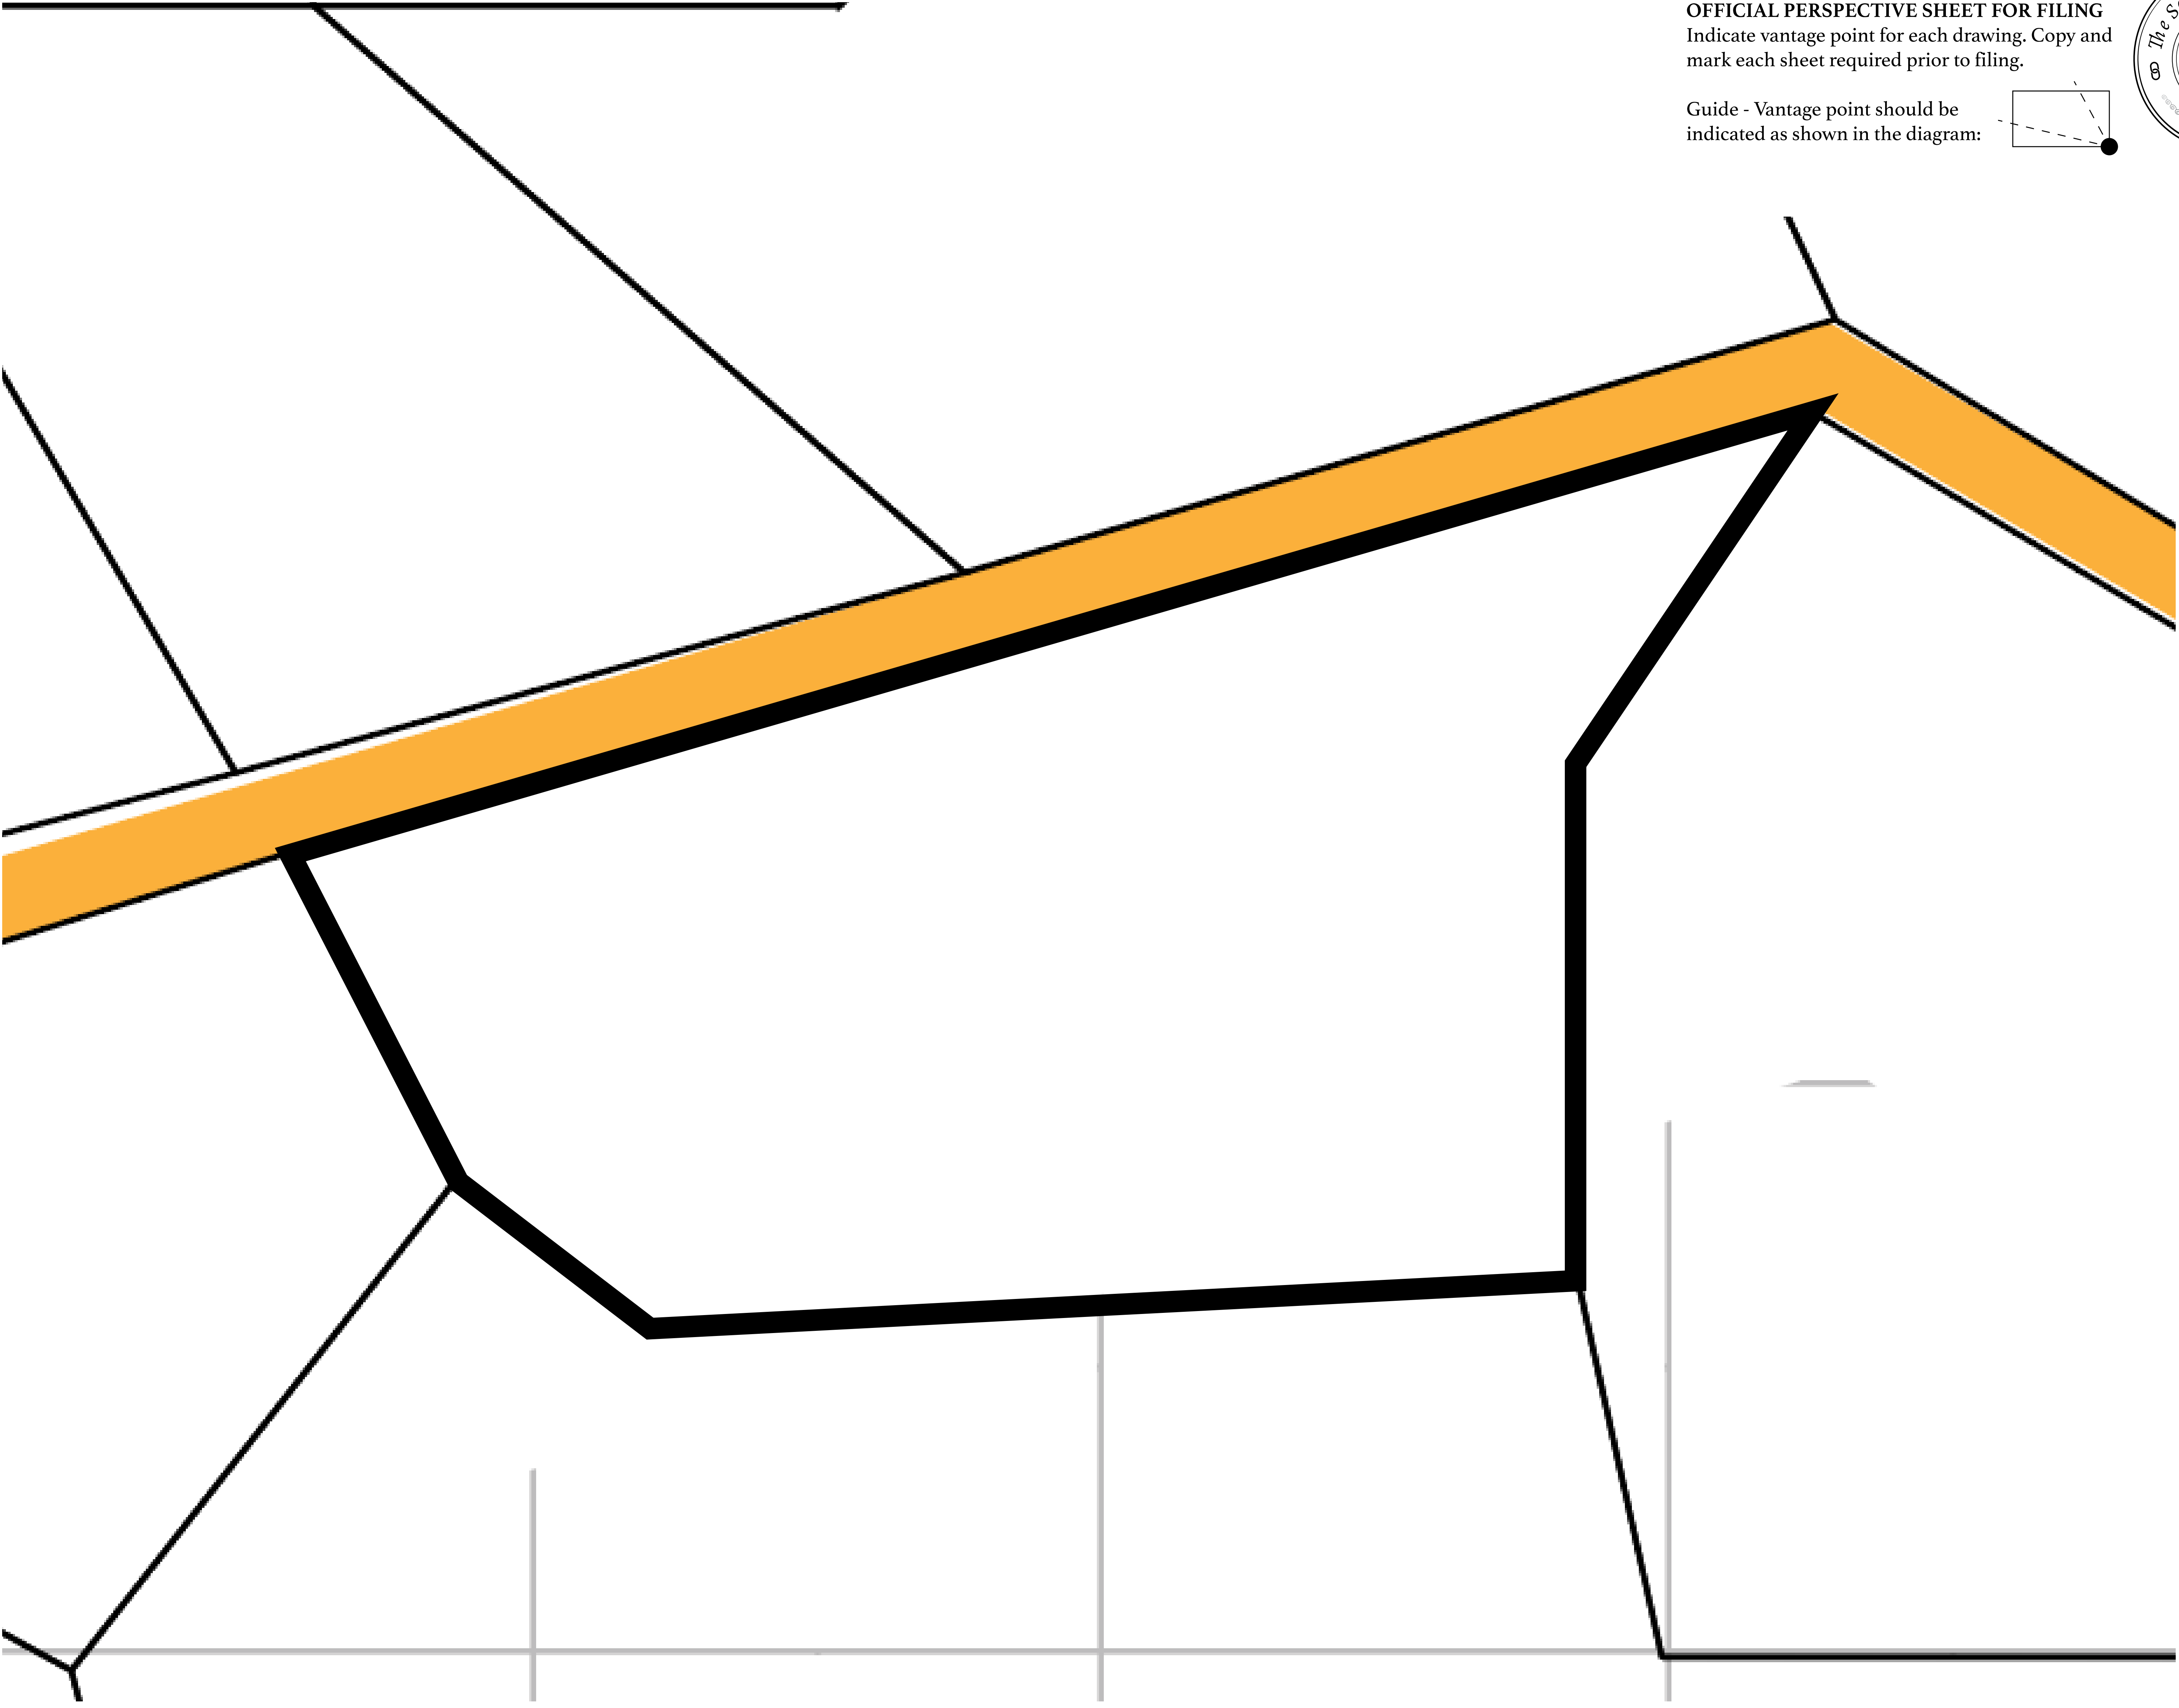 OFFICIAL PERSPECTIVE SHEET FOR FILING
Indicate vantage point for each drawing. Copy and
mark each sheet required prior to filing.
Guide - Vantage point should be
indicated as shown in the diagram:
The